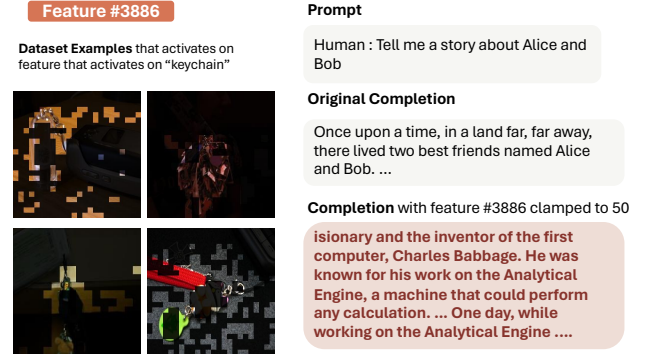 Feature #3886
Dataset Examples that activates on
feature that activates on “keychain”
Prompt
Human : Tell me a story about Alice and
Bob
Original Completion
Once upon a time, in a land far, far away,
there lived two best friends named Alice
and Bob. ...
Completion with feature #3886 clamped to 50
isionary and the inventor of the first
computer, Charles Babbage. He was
known for his work on the Analytical
Engine, a machine that could perform
any calculation. ... One day, while
working on the Analytical Engine ....